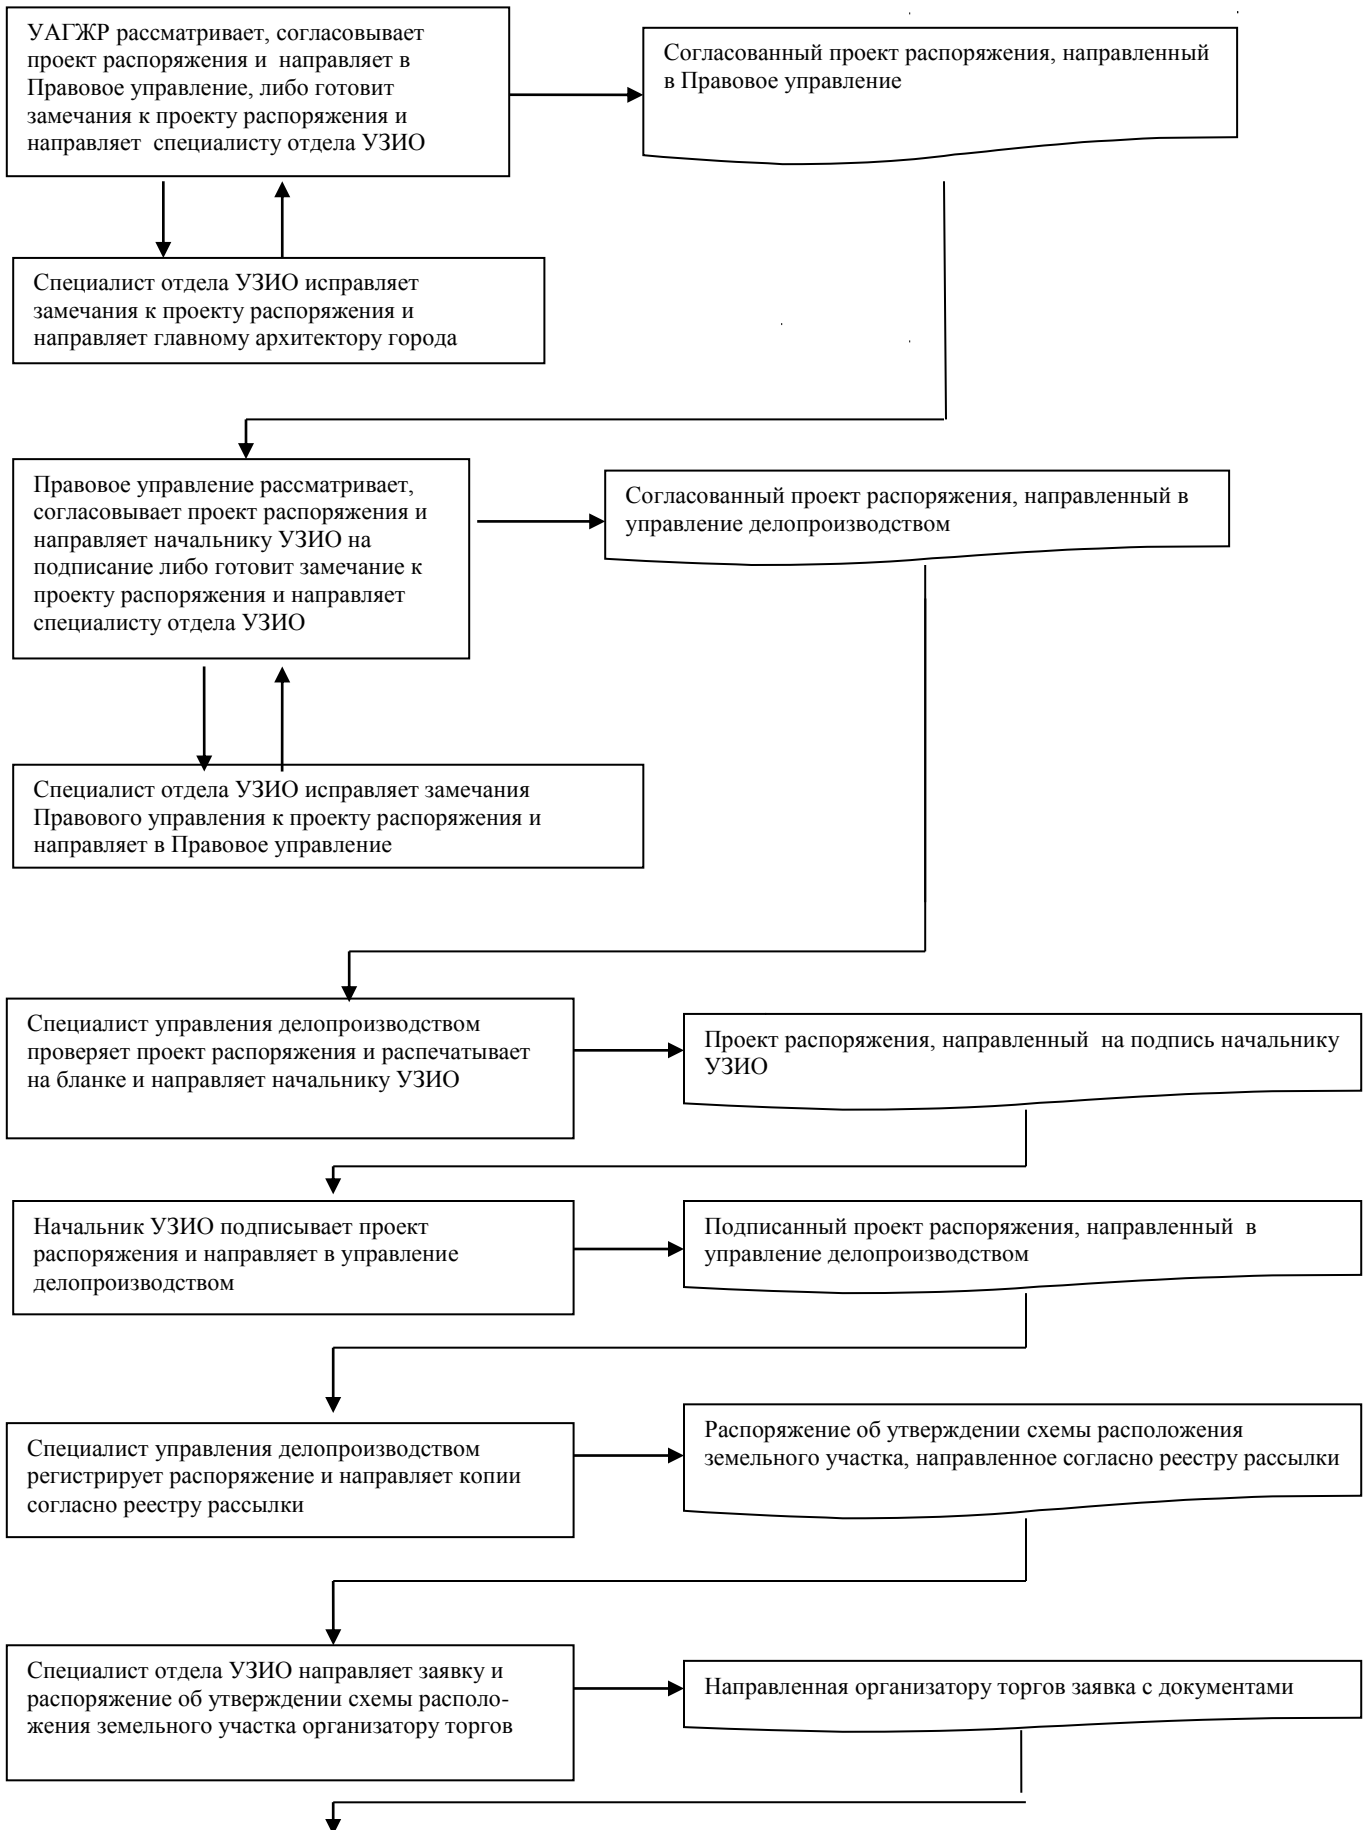 УАГЖР рассматривает, согласовывает
проект распоряжения и направляет в
Правовое управление, либо готовит
замечания к проекту распоряжения и
направляет специалисту отдела УЗИО
Согласованный проект распоряжения, направленный
в Правовое управление
Специалист отдела УЗИО исправляет
замечания к проекту распоряжения и
направляет главному архитектору города
Правовое управление рассматривает,
согласовывает проект распоряжения и
направляет начальнику УЗИО на
подписание либо готовит замечание к
проекту распоряжения и направляет
специалисту отдела УЗИО
Согласованный проект распоряжения, направленный в
управление делопроизводством
Специалист отдела УЗИО исправляет замечания
Правового управления к проекту распоряжения и
направляет в Правовое управление
Специалист управления делопроизводством
проверяет проект распоряжения и распечатывает
на бланке и направляет начальнику УЗИО
Проект распоряжения, направленный на подпись начальнику
УЗИО
Начальник УЗИО подписывает проект
распоряжения и направляет в управление
делопроизводством
Подписанный проект распоряжения, направленный в
управление делопроизводством
Специалист управления делопроизводством
регистрирует распоряжение и направляет копии
согласно реестру рассылки
Распоряжение об утверждении схемы расположения
земельного участка, направленное согласно реестру рассылки
Специалист отдела УЗИО направляет заявку и
распоряжение об утверждении схемы располо-
жения земельного участка организатору торгов
Направленная организатору торгов заявка с документами